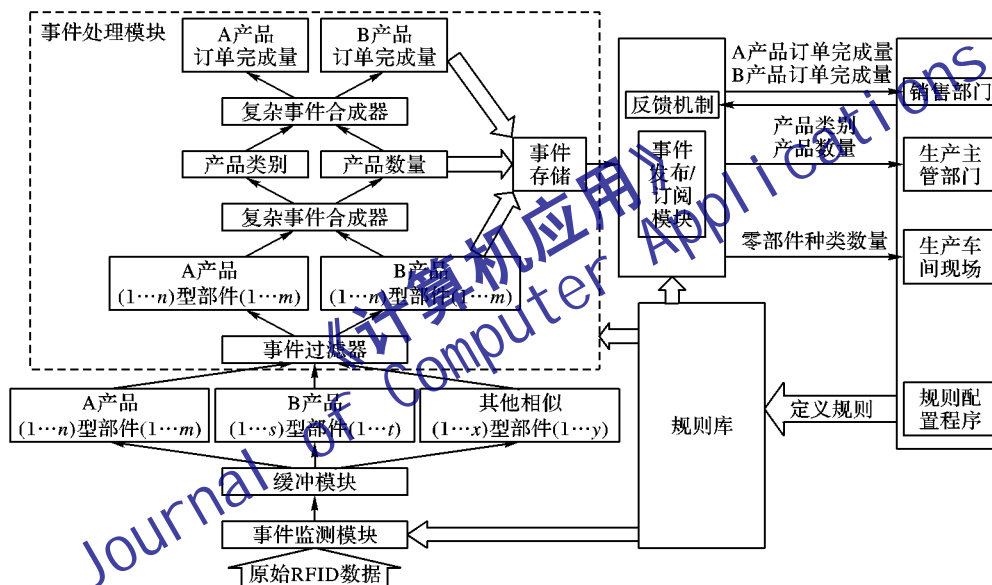 事件处理模块
A产品
订单完成量
B产品
订单完成量
复杂事件合成器
产品类别
产品数量
复杂事件合成器
A产品
(1…n)型部件(1…m)
B产品
(1…n)型部件(1…m)
事件过滤器
事件
存储
A产品
(1…n)型部件(1…m)
B产品
(1…s)型部件(1…t)
其他相似
(1…x)型部件(1…y)
缓冲模块
事件监测模块
原始RFID数据
反馈机制
事件
发布/
订阅
模块
A产品订单完成量
B产品订单完成量
产品类别
产品数量
零部件种类数量
定义规则
规则库
销售部门
生产主
管部门
生产车
间现场
规则配
置程序
《计算机应用》
Journal of Computer Applications